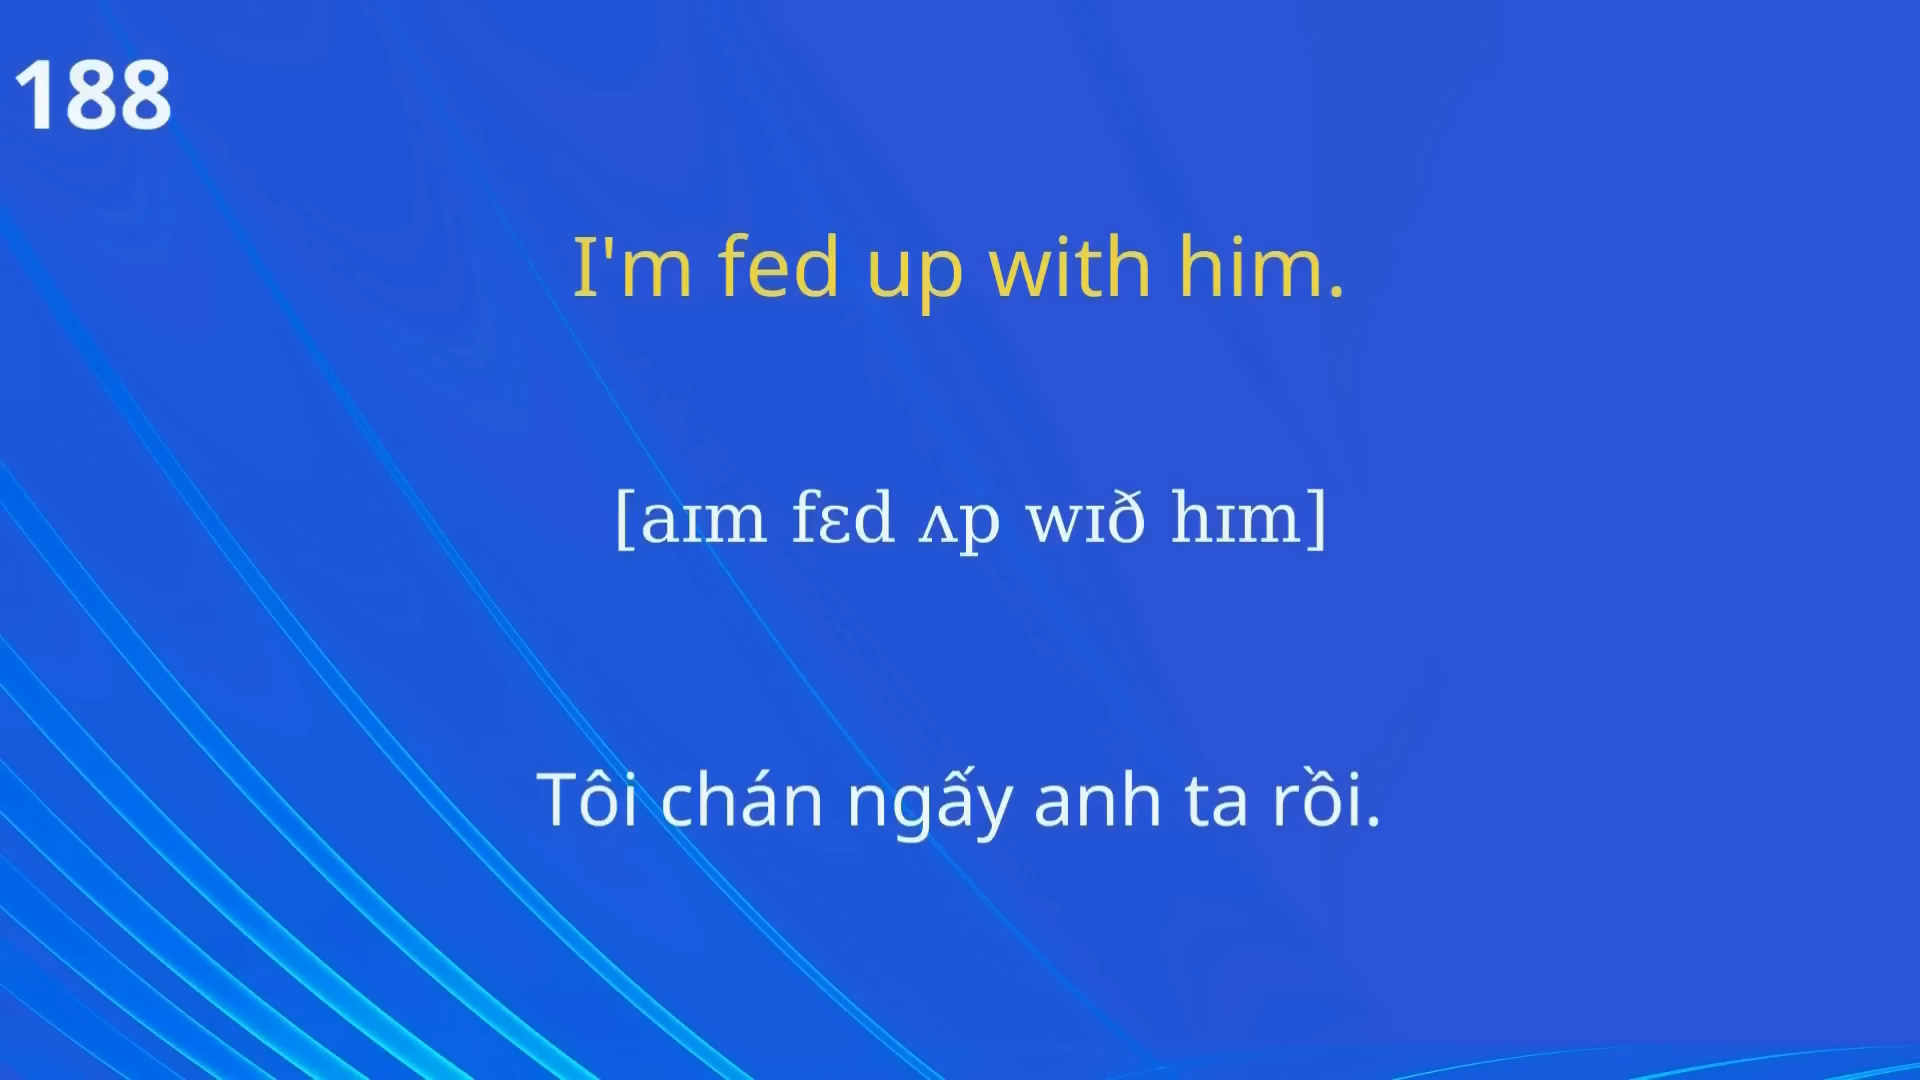 188
I'm fed up with him.
[aɪm fɛd ʌp wɪð hɪm]
Tôi chán ngấy anh ta rồi.